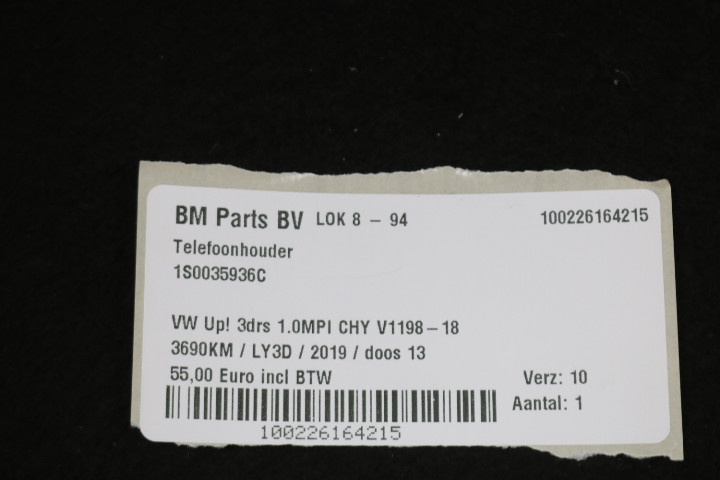 BM Parts BV LOK 8 - 94 100226164215
Telefoonhouder
1S0035936C
VW Up! 3drs 1.0MPI CHY V1198-18
3690KM / LY3D / 2019 / doos 13
55,00 Euro incl BTW Verz: 10
Aantal: 1
100226164215